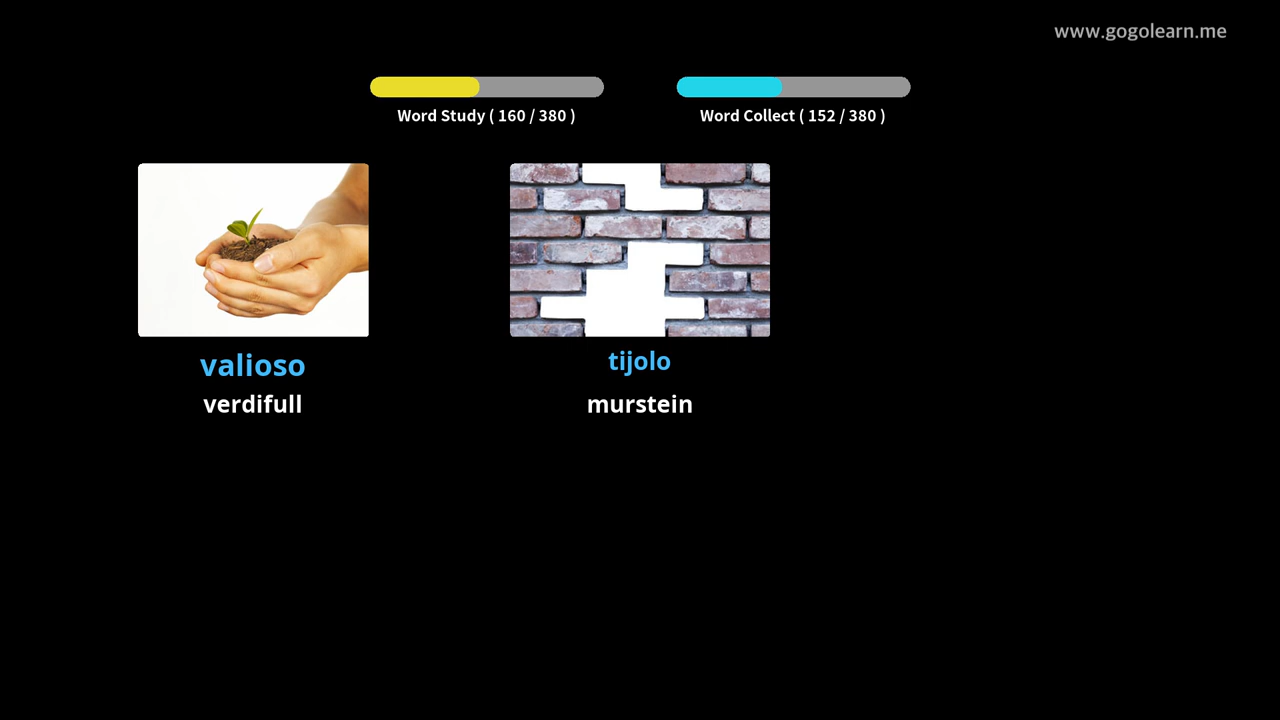 www.gogolearn.me
Word Study ( 160 / 380 )
Word Collect ( 152 / 380 )
valioso
verdifull
tijolo
murstein